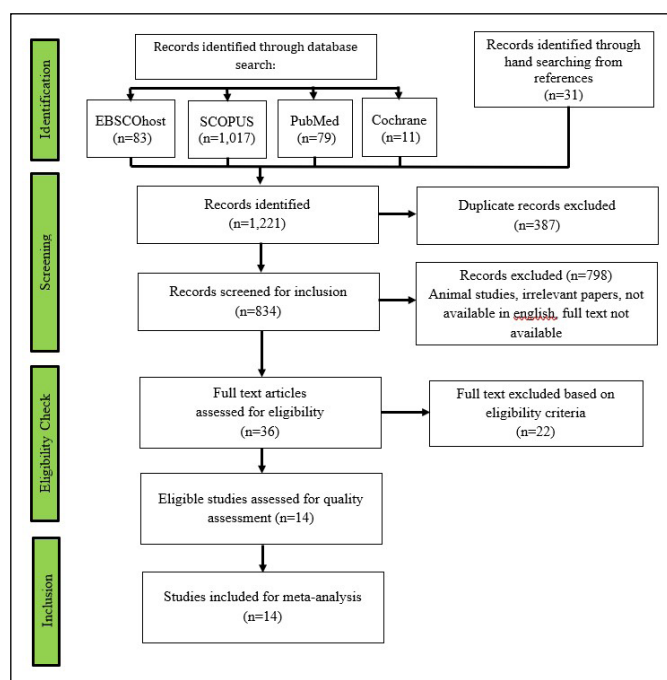 Identification
Records identified through database
search:
Records identified through
hand searching from
references
(n=31)
EBSCOhost
(n=83)
SCOPUS
(n=1,017)
PubMed
(n=79)
Cochrane
(n=11)
Screening
Records identified
(n=1,221)
Duplicate records excluded
(n=387)
Records screened for inclusion
(n=834)
Records excluded (n=798)
Animal studies, irrelevant papers, not
available in english, full text not
available
Eligibility Check
Full text articles
assessed for eligibility
(n=36)
Full text excluded based on
eligibility criteria
(n=22)
Eligible studies assessed for quality
assessment (n=14)
Inclusion
Studies included for meta-analysis
(n=14)